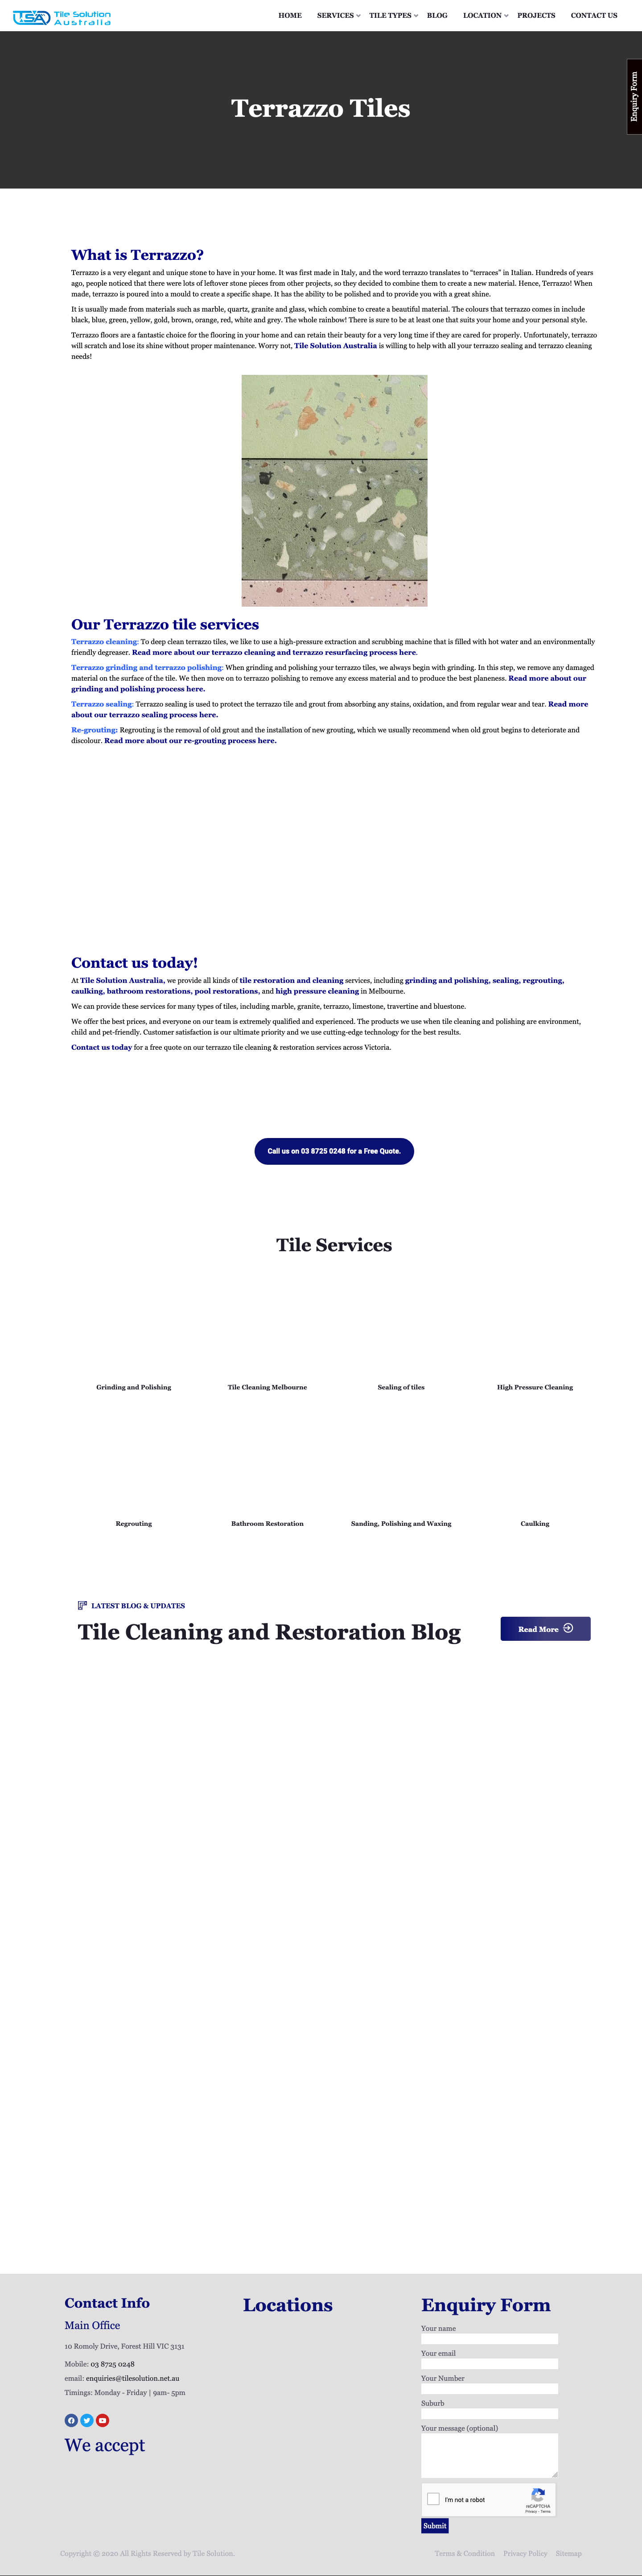 TSA Tile Solution
Australia
HOME SERVICES TILE TYPES BLOG LOCATION PROJECTS CONTACT US
Enquiry Form
Terrazzo Tiles
What is Terrazzo?
Terrazzo is a very elegant and unique stone to have in your home. It was first made in Italy, and the word terrazzo translates to “terraces” in Italian. Hundreds of years
ago, people noticed that there were lots of leftover stone pieces from other projects, so they decided to combine them to create a new material. Hence, Terrazzo! When
made, terrazzo is poured into a mould to create a specific shape. It has the ability to be polished and to provide you with a great shine.
It is usually made from materials such as marble, quartz, granite and glass, which combine to create a beautiful material. The colours that terrazzo comes in include
black, blue, green, yellow, gold, brown, orange, red, white and grey. The whole rainbow! There is sure to be at least one that suits your home and your personal style.
Terrazzo floors are a fantastic choice for the flooring in your home and can retain their beauty for a very long time if they are cared for properly. Unfortunately, terrazzo
will scratch and lose its shine without proper maintenance. Worry not, Tile Solution Australia is willing to help with all your terrazzo sealing and terrazzo cleaning
needs!
Our Terrazzo tile services
Terrazzo cleaning: To deep clean terrazzo tiles, we like to use a high-pressure extraction and scrubbing machine that is filled with hot water and an environmentally
friendly degreaser. Read more about our terrazzo cleaning and terrazzo resurfacing process here.
Terrazzo grinding and terrazzo polishing: When grinding and polishing your terrazzo tiles, we always begin with grinding. In this step, we remove any damaged
material on the surface of the tile. We then move on to terrazzo polishing to remove any excess material and to produce the best planeness. Read more about our
grinding and polishing process here.
Terrazzo sealing: Terrazzo sealing is used to protect the terrazzo tile and grout from absorbing any stains, oxidation, and from regular wear and tear. Read more
about our terrazzo sealing process here.
Re-grouting: Regrouting is the removal of old grout and the installation of new grouting, which we usually recommend when old grout begins to deteriorate and
discolour. Read more about our re-grouting process here.
Contact us today!
At Tile Solution Australia, we provide all kinds of tile restoration and cleaning services, including grinding and polishing, sealing, regrouting,
caulking, bathroom restorations, pool restorations, and high pressure cleaning in Melbourne.
We can provide these services for many types of tiles, including marble, granite, terrazzo, limestone, travertine and bluestone.
We offer the best prices, and everyone on our team is extremely qualified and experienced. The products we use when tile cleaning and polishing are environment,
child and pet-friendly. Customer satisfaction is our ultimate priority and we use cutting-edge technology for the best results.
Contact us today for a free quote on our terrazzo tile cleaning & restoration services across Victoria.
Call us on 03 8725 0248 for a Free Quote.
Tile Services
Grinding and Polishing Tile Cleaning Melbourne Sealing of tiles High Pressure Cleaning
Regrouting Bathroom Restoration Sanding, Polishing and Waxing Caulking
LATEST BLOG & UPDATES
Tile Cleaning and Restoration Blog
Read More
Contact Info
Main Office
10 Romoly Drive, Forest Hill VIC 3131
Mobile: 03 8725 0248
email: enquiries@tilesolution.net.au
Timings: Monday - Friday | 9am- 5pm
We accept
Locations
Enquiry Form
Your name
Your email
Your Number
Suburb
Your message (optional)
I'm not a robot
reCAPTCHA
Privacy - Terms
Submit
Copyright © 2020 All Rights Reserved by Tile Solution.
Terms & Condition Privacy Policy Sitemap